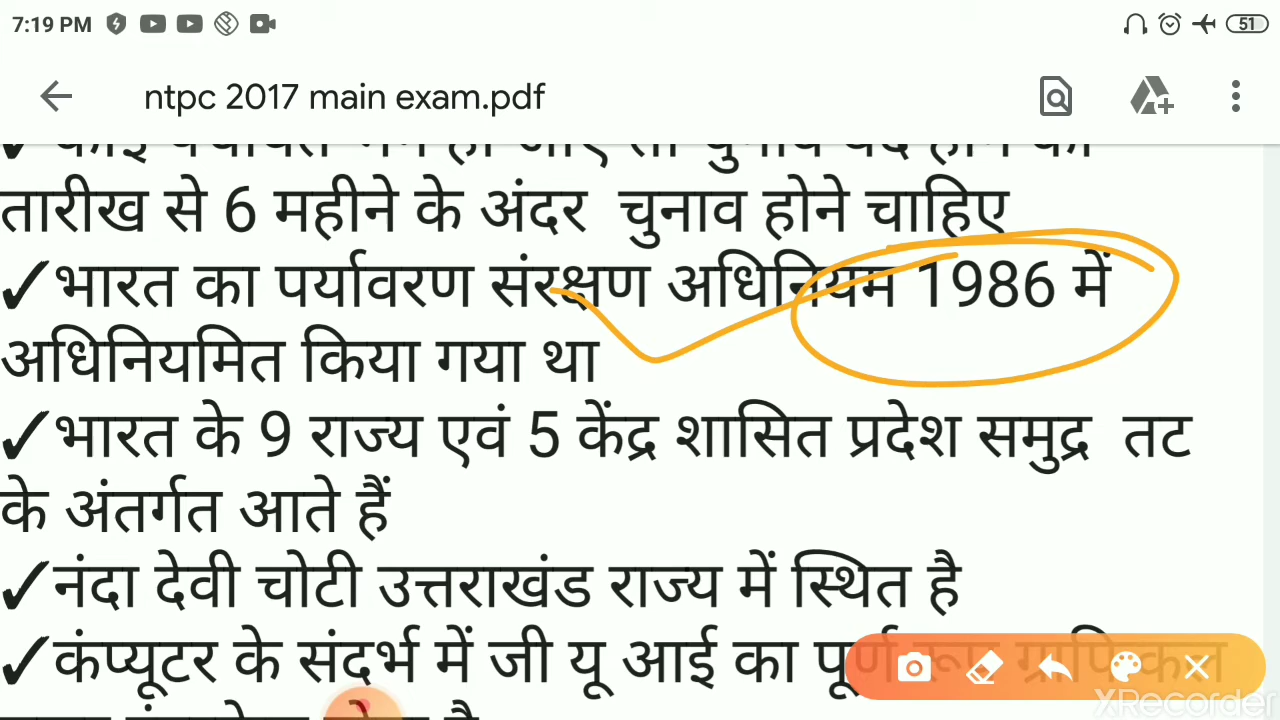 7:19 PM 51
ntpc 2017 main exam.pdf
तारीख से 6 महीने के अंदर चुनाव होने चाहिए
✓भारत का पर्यावरण संरक्षण अधिनियम 1986 में
अधिनियमित किया गया था
✓भारत के 9 राज्य एवं 5 केंद्र शासित प्रदेश समुद्र तट
के अंतर्गत आते हैं
✓नंदा देवी चोटी उत्तराखंड राज्य में स्थित है
✓कंप्यूटर के संदर्भ में जी यू आई का पूर्ण रूप ग्राफिकल
XRecorder